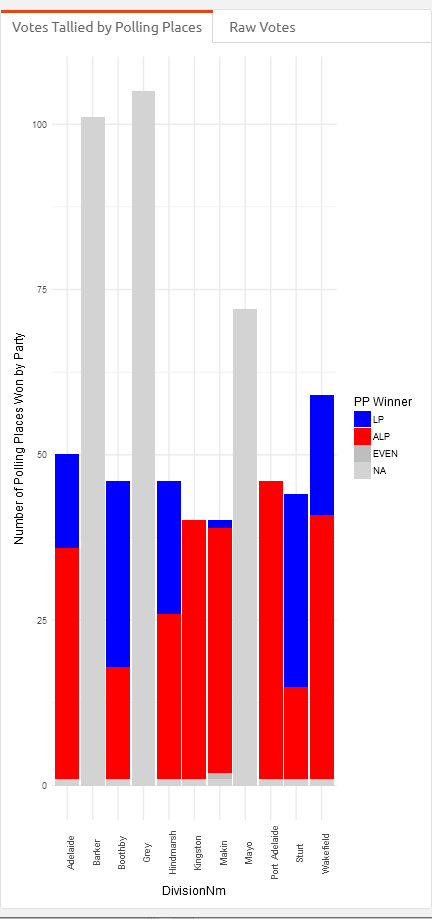 Votes Tallied by Polling Places
Raw Votes
Number of Polling Places Won by Party
100
75
50
25
0
PP Winner
LP
ALP
EVEN
NA
Adelaide
Barker
Boothby
Grey
Hindmarsh
Kingston
Makin
Mayo
Port Adelaide
Sturt
Wakefield
DivisionNm